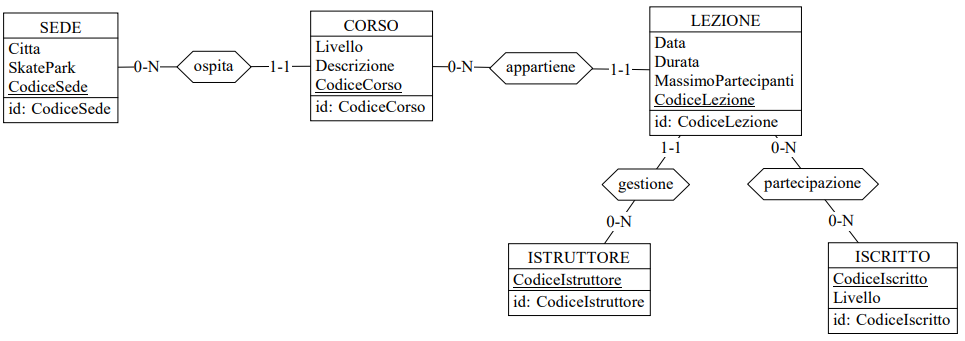 SEDE
Citta
SkatePark
CodiceSede
id: CodiceSede
0-N
ospita
1-1
CORSO
Livello
Descrizione
CodiceCorso
id: CodiceCorso
0-N
appartiene
1-1
LEZIONE
Data
Durata
MassimoPartecipanti
CodiceLezione
id: CodiceLezione
1-1
0-N
gestione
partecipazione
0-N
0-N
ISTRUTTORE
CodiceIstruttore
id: CodiceIstruttore
ISCRITTO
CodiceIscritto
Livello
id: CodiceIscritto